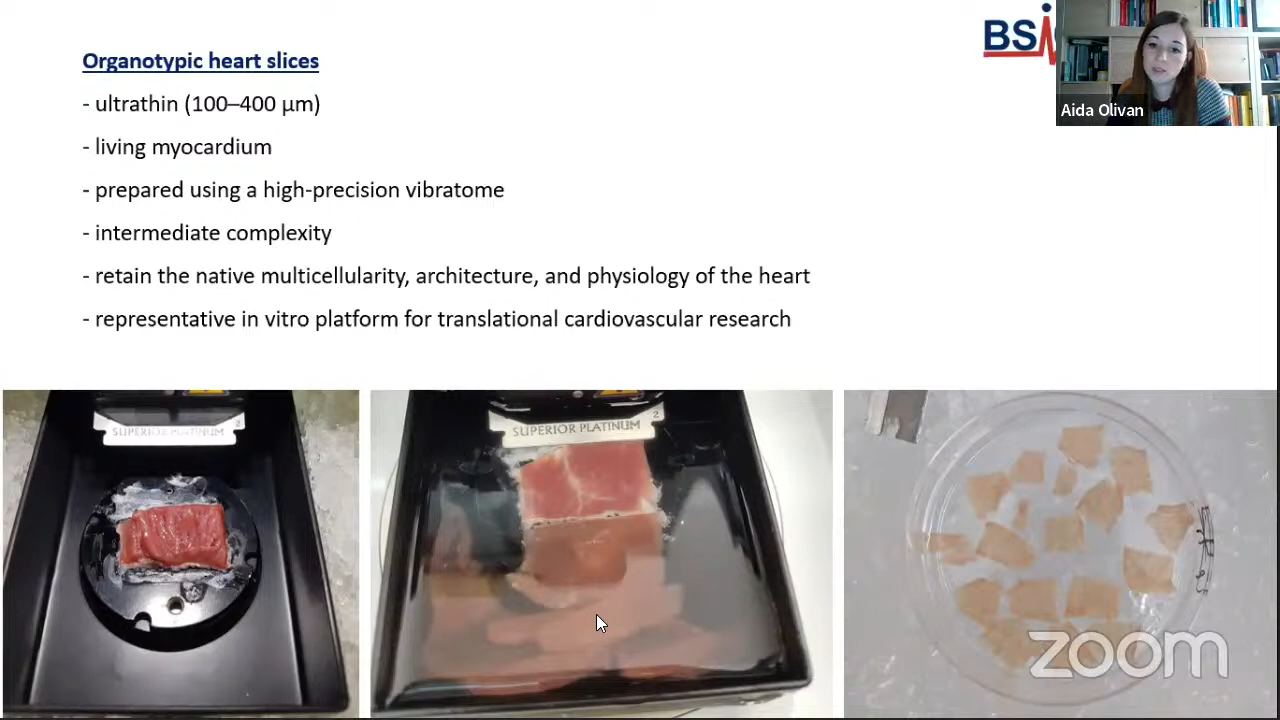 Organotypic heart slices
BSC
Aida Olivan
- ultrathin (100–400 µm)
- living myocardium
- prepared using a high-precision vibratome
- intermediate complexity
- retain the native multicellularity, architecture, and physiology of the heart
- representative in vitro platform for translational cardiovascular research
SUPERIOR PLATINUM
SUPERIOR PLATINUM 2
zoom